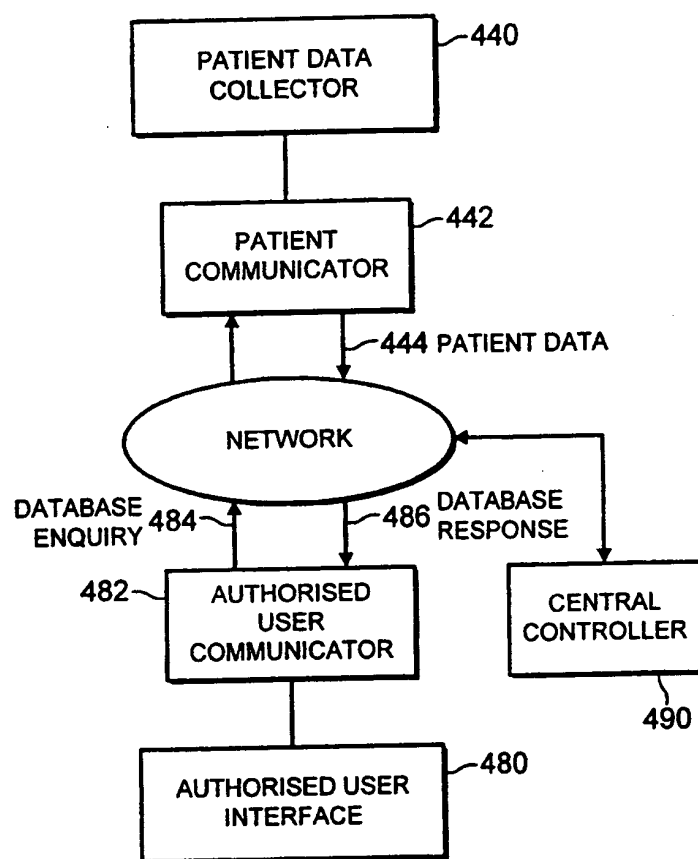 440
PATIENT DATA
COLLECTOR
442
PATIENT
COMMUNICATOR
444 PATIENT DATA
NETWORK
DATABASE
ENQUIRY
484
486
DATABASE
RESPONSE
482
AUTHORISED
USER
COMMUNICATOR
CENTRAL
CONTROLLER
490
480
AUTHORISED USER
INTERFACE